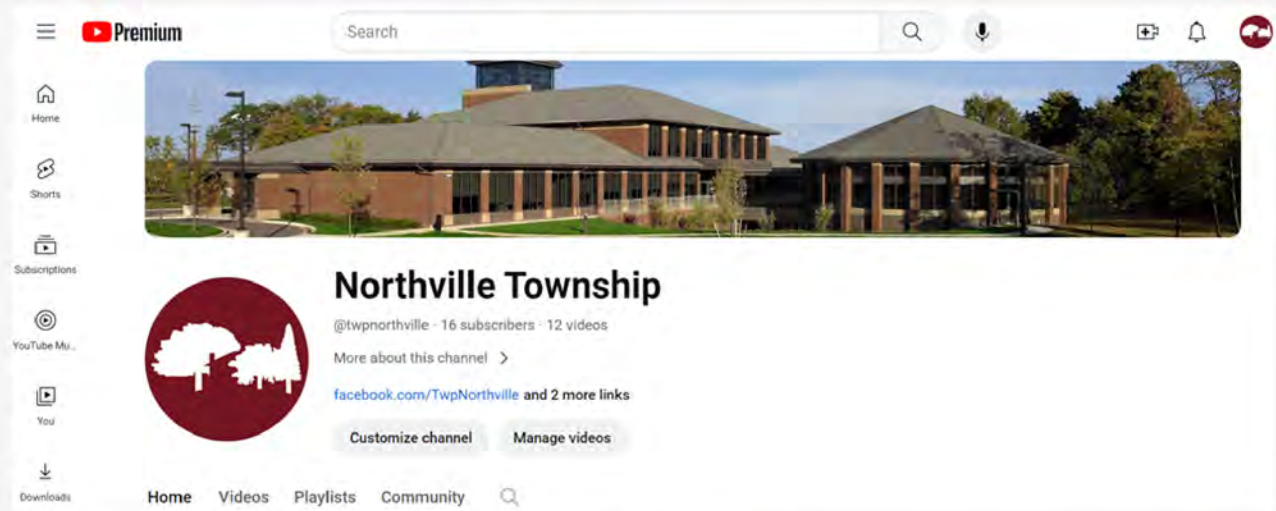 Premium
Search
Home
Shorts
Subscriptions
YouTube Mu...
You
Downloads
Northville Township
@twpnorthville · 16 subscribers · 12 videos
More about this channel
facebook.com/TwpNorthville and 2 more links
Customize channel Manage videos
Home Videos Playlists Community